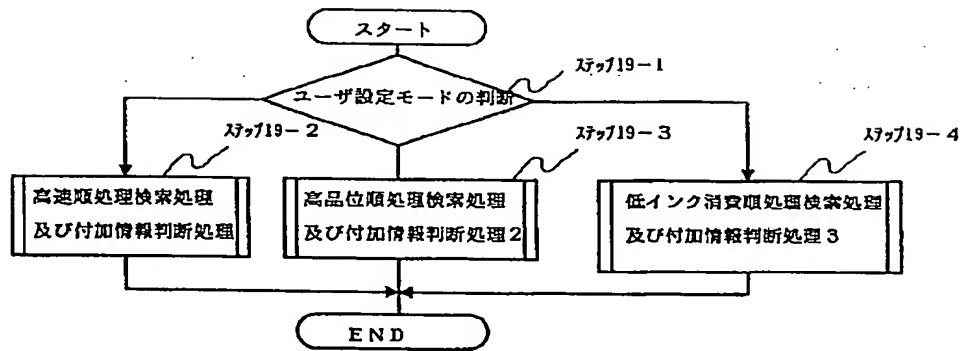 スタート
ステップ19－1
ユーザ設定モードの判断
ステップ19－2
ステップ19－3
ステップ19－4
高速順処理検索処理
及び付加情報判断処理
高品位順処理検索処理
及び付加情報判断処理2
低インク消費順処理検索処理
及び付加情報判断処理3
END